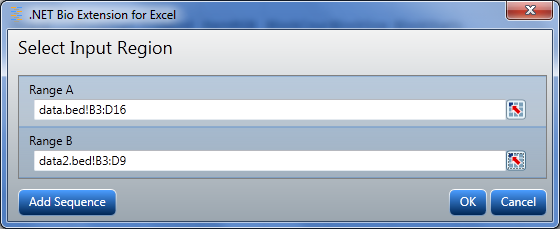 .NET Bio Extension for Excel
Select Input Region
Range A
data.bed!B3:D16
Range B
data2.bed!B3:D9
Add Sequence
OK
Cancel